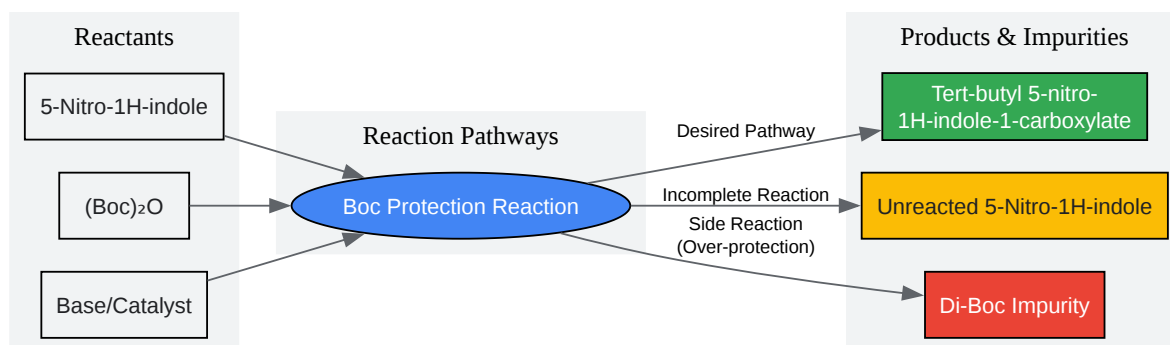 Reactants
5-Nitro-1H-indole
(Boc)₂O
Base/Catalyst
Reaction Pathways
Boc Protection Reaction
Desired Pathway
Incomplete Reaction
Side Reaction
(Over-protection)
Products & Impurities
Tert-butyl 5-nitro-
1H-indole-1-carboxylate
Unreacted 5-Nitro-1H-indole
Di-Boc Impurity